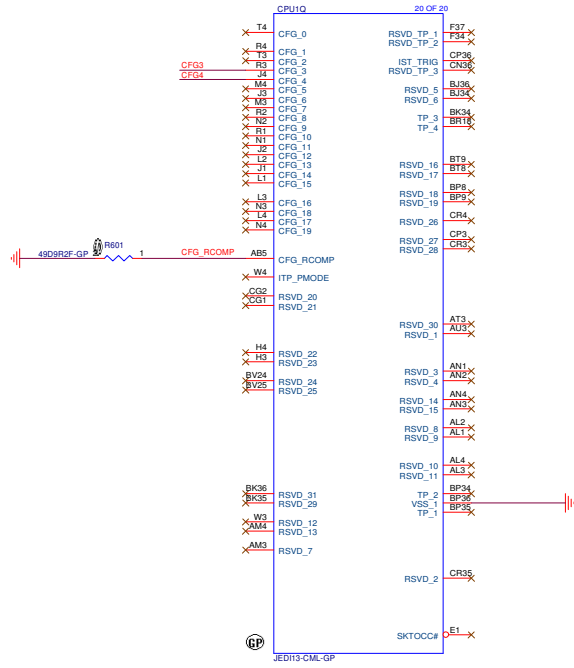 CPU1Q
20 OF 20
T4 CFG_0
R4 CFG_1
T3 CFG_2
CFG3 R3 CFG_3
CFG4 J4 CFG_4
M4 CFG_5
J3 CFG_6
M3 CFG_7
R2 CFG_8
N2 CFG_9
R1 CFG_10
N1 CFG_11
J2 CFG_12
L2 CFG_13
J1 CFG_14
L1 CFG_15
L3 CFG_16
N3 CFG_18
L4 CFG_17
N4 CFG_19
49D9R2F-GP 2 R601 1 CFG_RCOMP AB5 CFG_RCOMP
W4 ITP_PMODE
CG2 RSVD_20
CG1 RSVD_21
H4 RSVD_22
H3 RSVD_23
BV24 RSVD_24
BV25 RSVD_25
BK36 RSVD_31
BK35 RSVD_29
W3 RSVD_12
AM4 RSVD_13
AM3 RSVD_7
RSVD_TP_1 F37
RSVD_TP_2 F34
IST_TRIG CP36
RSVD_TP_3 CN36
RSVD_5 BJ36
RSVD_6 BJ34
TP_3 BK34
TP_4 BR18
RSVD_16 BT9
RSVD_17 BT8
RSVD_18 BP8
RSVD_19 BP9
RSVD_26 CR4
RSVD_27 CP3
RSVD_28 CR3
RSVD_30 AT3
RSVD_1 AU3
RSVD_3 AN1
RSVD_4 AN2
RSVD_14 AN4
RSVD_15 AN3
RSVD_8 AL2
RSVD_9 AL1
RSVD_10 AL4
RSVD_11 AL3
TP_2 BP34
VSS_1 BP36
TP_1 BP35
RSVD_2 CR35
SKTOCC# E1
GP
JEDI13-CML-GP